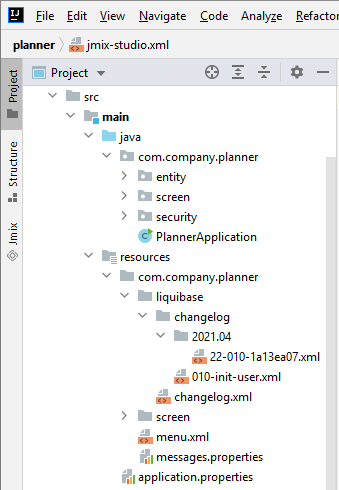 IJ File Edit View Navigate Code Analyze Refactor
planner jmix-studio.xml
Project
Project
Structure
Jmix
src
main
java
com.company.planner
entity
screen
security
PlannerApplication
resources
com.company.planner
liquibase
changelog
2021.04
22-010-1a13ea07.xml
010-init-user.xml
changelog.xml
screen
menu.xml
messages.properties
application.properties